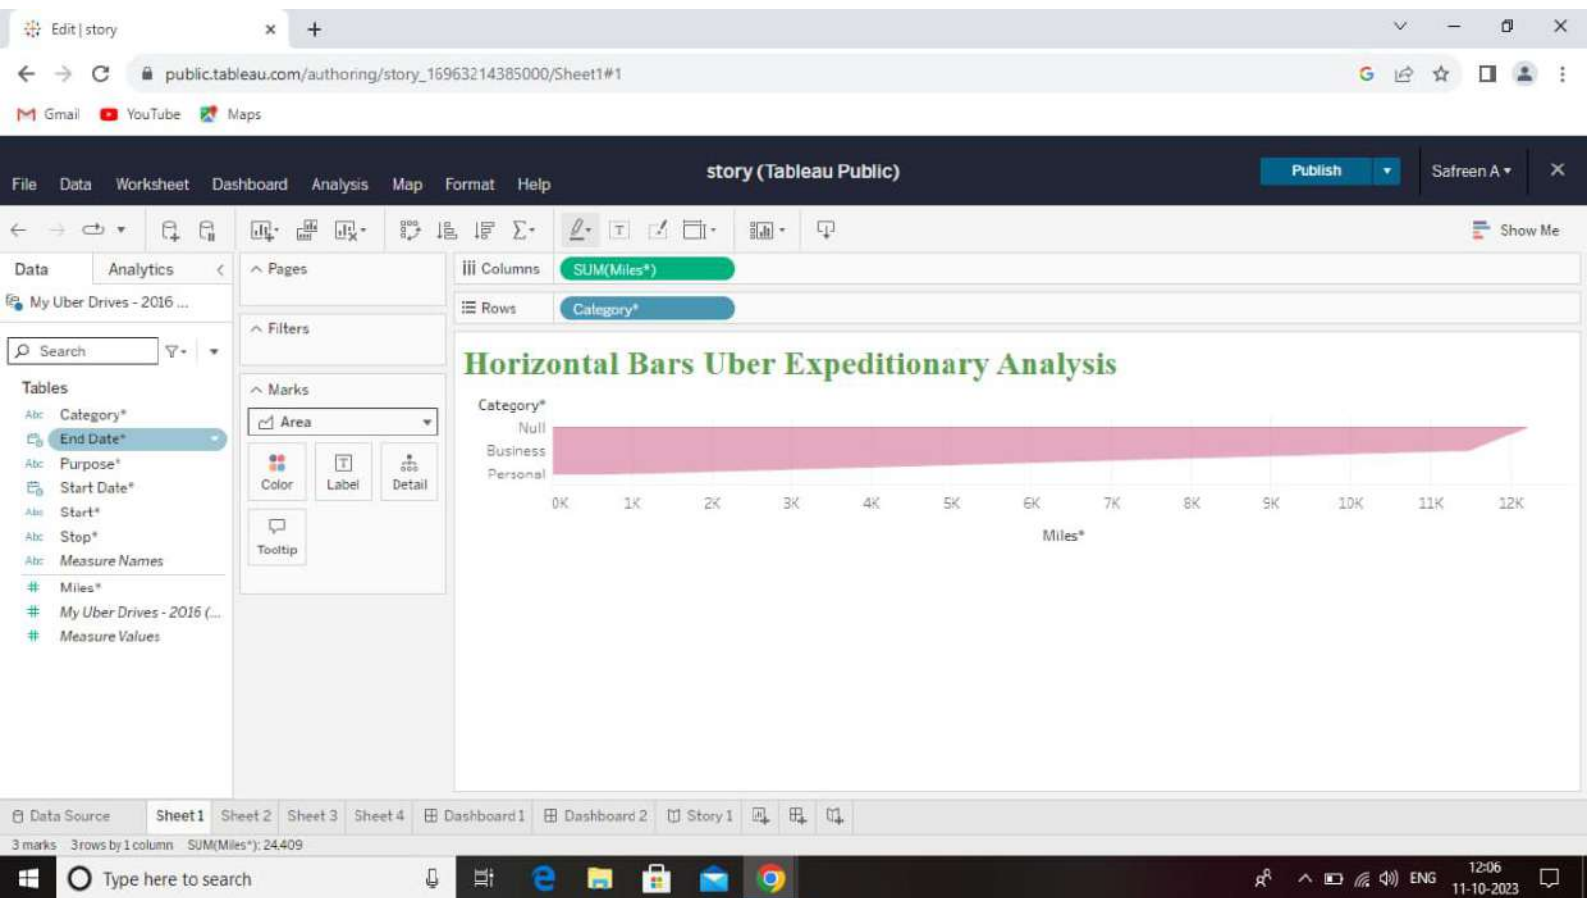 Edit | story
public.tableau.com/authoring/story_16963214385000/Sheet1#1
Gmail YouTube Maps
File Data Worksheet Dashboard Analysis Map Format Help
story (Tableau Public)
Publish
Safreen A
Show Me
Data Analytics
My Uber Drives - 2016 ...
Search
Tables
Abc Category*
End Date*
Abc Purpose*
Start Date*
Abc Start*
Abc Stop*
Abc Measure Names
# Miles*
# My Uber Drives - 2016 (...
# Measure Values
Pages
Filters
Marks
Area
Color Label Detail
Tooltip
iii Columns SUM(Miles*)
Rows Category*
Horizontal Bars Uber Expeditionary Analysis
Category*
Null
Business
Personal
0K 1K 2K 3K 4K 5K 6K 7K 8K 9K 10K 11K 12K
Miles*
Data Source Sheet 1 Sheet 2 Sheet 3 Sheet 4 Dashboard 1 Dashboard 2 Story 1
3 marks 3 rows by 1 column SUM(Miles*): 24,409
Type here to search
ENG
12:06
11-10-2023